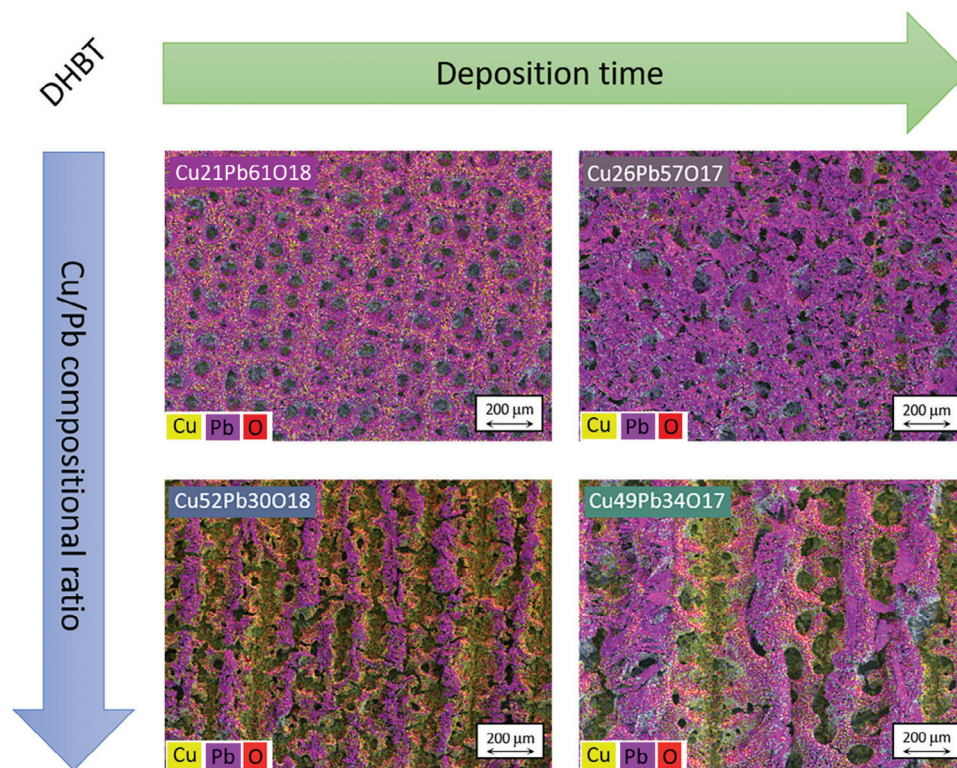 DHBT
Deposition time
Cu/Pb compositional ratio
Cu21Pb61O18
Cu Pb O
200 µm
Cu26Pb57O17
Cu Pb O
200 µm
Cu52Pb30O18
Cu Pb O
200 µm
Cu49Pb34O17
Cu Pb O
200 µm